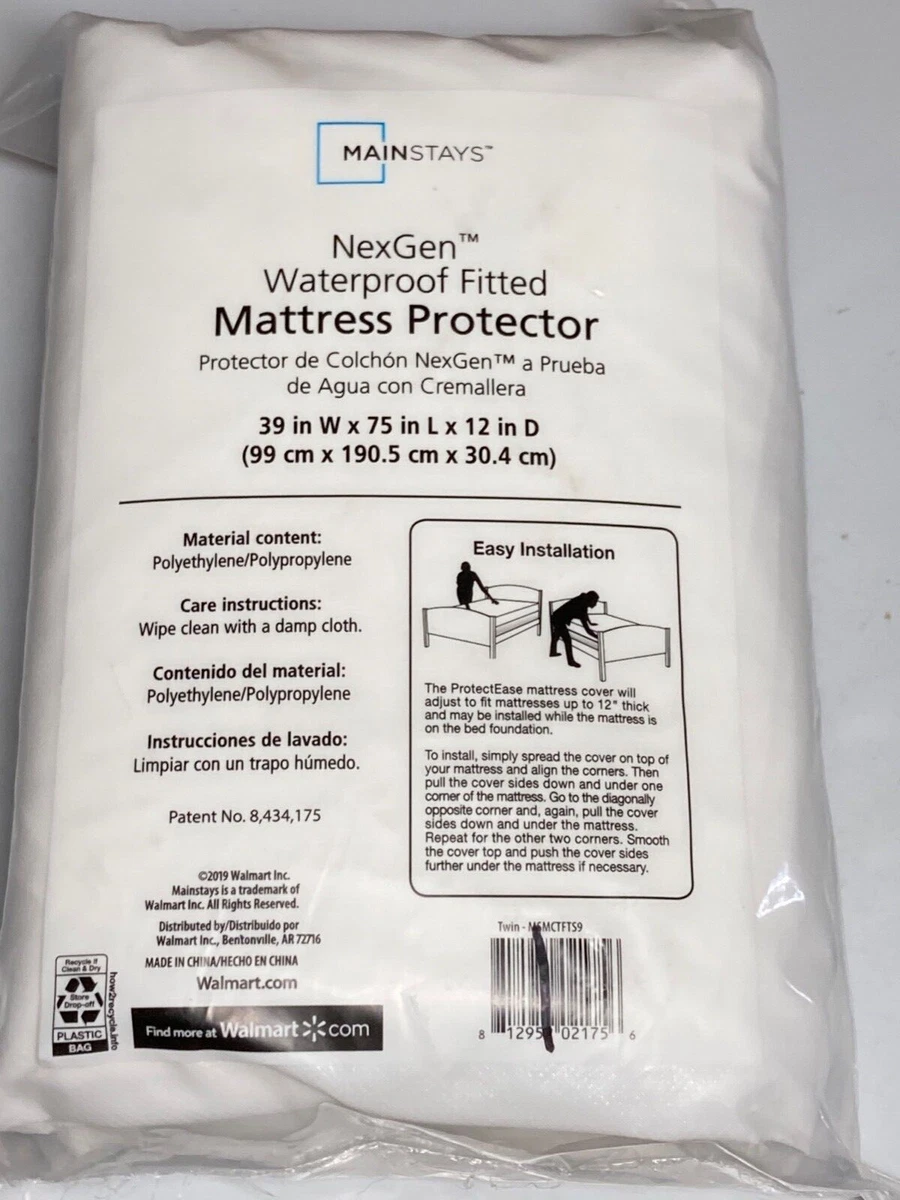 MAINSTAYS™
NexGen™
Waterproof Fitted
Mattress Protector
Protector de Colchón NexGen™ a Prueba
de Agua con Cremallera
39 in W x 75 in L x 12 in D
(99 cm x 190.5 cm x 30.4 cm)
Material content:
Polyethylene/Polypropylene
Care instructions:
Wipe clean with a damp cloth.
Contenido del material:
Polyethylene/Polypropylene
Instrucciones de lavado:
Limpiar con un trapo húmedo.
Patent No. 8,434,175
©2019 Walmart Inc.
Mainstays is a trademark of
Walmart Inc. All Rights Reserved.
Distributed by/Distribuido por
Walmart Inc., Bentonville, AR 72716
MADE IN CHINA/HECHO EN CHINA
Walmart.com
Find more at Walmart com
Recycle if
Clean & Dry
Store
Drop-off
PLASTIC
BAG
how2recycle.info
Easy Installation
The ProtectEase mattress cover will
adjust to fit mattresses up to 12" thick
and may be installed while the mattress is
on the bed foundation.
To install, simply spread the cover on top of
your mattress and align the corners. Then
pull the cover sides down and under one
corner of the mattress. Go to the diagonally
opposite corner and, again, pull the cover
sides down and under the mattress.
Repeat for the other two corners. Smooth
the cover top and push the cover sides
further under the mattress if necessary.
Twin -
8 02175 6